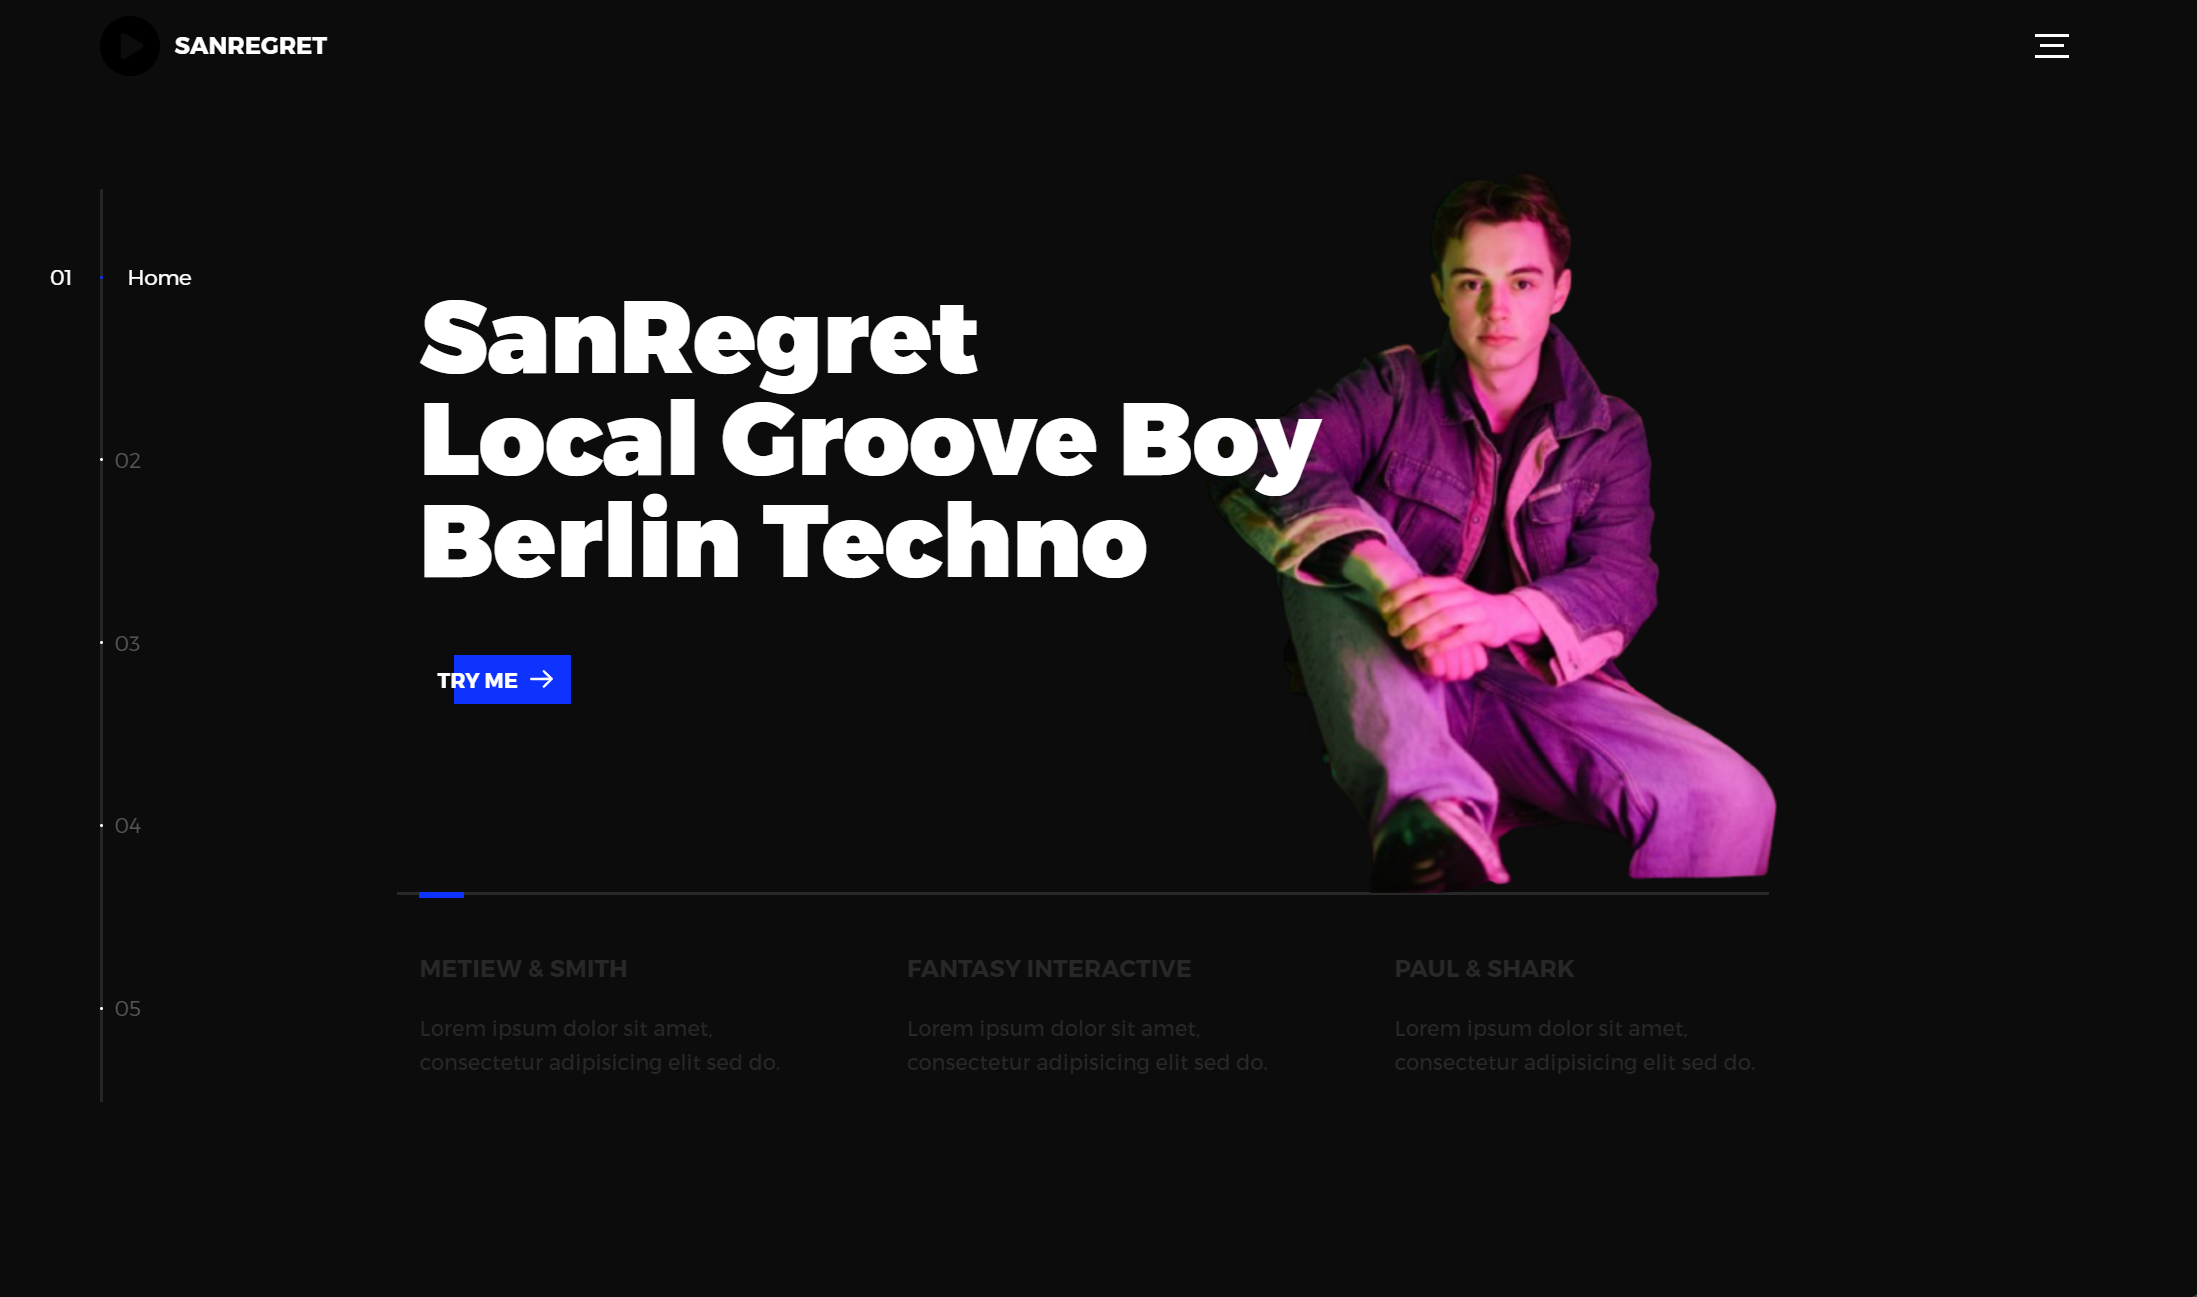 SANREGRET
01 Home
SanRegret
Local Groove Boy
Berlin Techno
02
03
TRY ME
04
METIEW & SMITH
Lorem ipsum dolor sit amet,
consectetur adipisicing elit sed do.
FANTASY INTERACTIVE
Lorem ipsum dolor sit amet,
consectetur adipisicing elit sed do.
PAUL & SHARK
Lorem ipsum dolor sit amet,
consectetur adipisicing elit sed do.
05